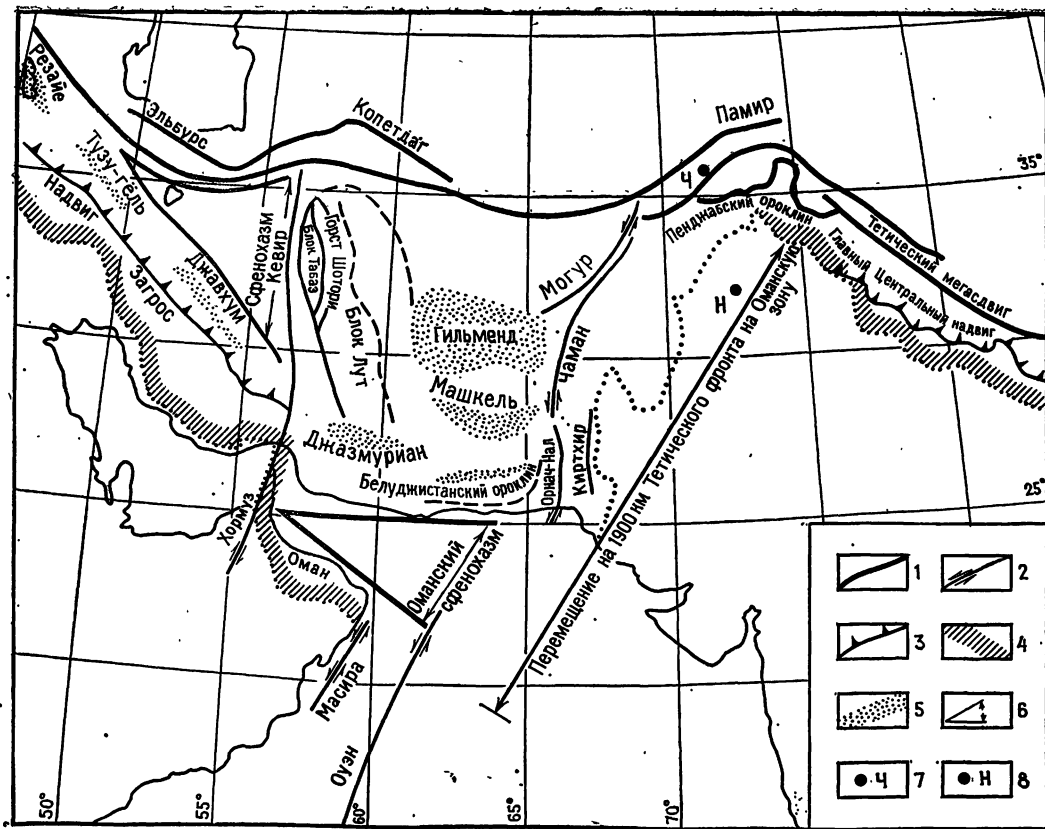 Резайе
Эльбурс
Копетдаг
Памир
Ч
35°
Тузу-гёль
Надвиг
Загрос
Джавхум
Сфенохазм
Кевир
Блок Табаз
Горст Шотори
Блок Лут
Гильменд
Машкель
Джазмуриан
Белуджистанский ороклин
Могур
Чаман
Орнач-нал
Киртхир
Н
Пенджабский ороклин
Тетический мегасдвиг
Главный Центральный надвиг
Перемещение на 1900 км Тетического фронта на Оманскую
зону
25°
Хормуз
Оман
Оманский
сфенохазм
Масира
Оуэн
50°
55°
60°
65°
70°
1
2
3
4
5
6
Ч 7
Н 8